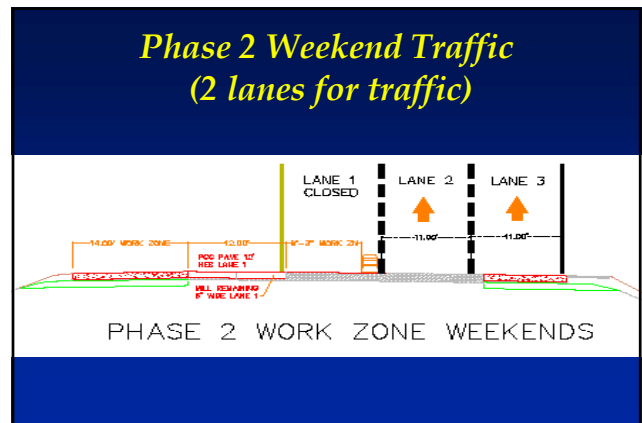 Phase 2 Weekend Traffic
(2 lanes for traffic)
LANE 1
CLOSED
LANE 2
LANE 3
11.00'
11.00'
14.00' WORK ZONE
12.00'
WORK ZN
PCC PAVE 12'
LANE 1
MILL REMAINING
WIDE LANE 1
PHASE 2 WORK ZONE WEEKENDS